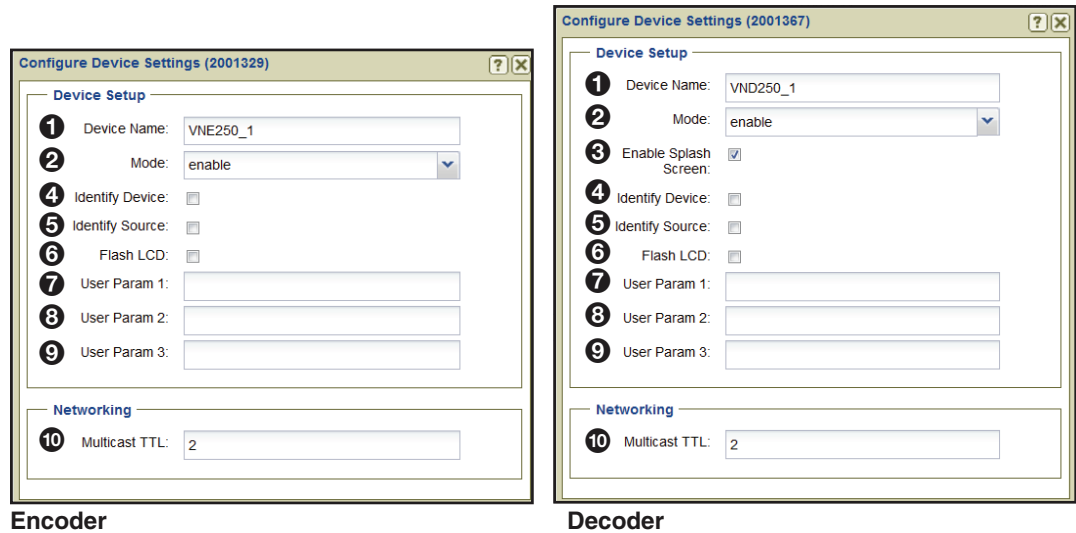 Configure Device Settings (2001329)
? X
Device Setup
1 Device Name: VNE250_1
2 Mode: enable
4 Identify Device:
5 Identify Source:
6 Flash LCD:
7 User Param 1:
8 User Param 2:
9 User Param 3:
Networking
10 Multicast TTL: 2
Encoder
Configure Device Settings (2001367)
? X
Device Setup
1 Device Name: VND250_1
2 Mode: enable
3 Enable Splash
Screen:
4 Identify Device:
5 Identify Source:
6 Flash LCD:
7 User Param 1:
8 User Param 2:
9 User Param 3:
Networking
10 Multicast TTL: 2
Decoder